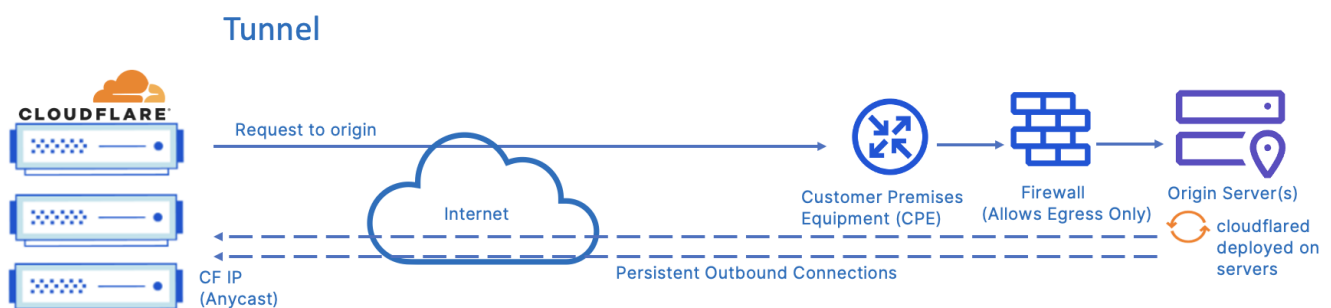 Tunnel
CLOUDFLARE
Request to origin
Internet
Customer Premises
Equipment (CPE)
Firewall
(Allows Egress Only)
Origin Server(s)
cloudflared
deployed on
servers
Persistent Outbound Connections
CF IP
(Anycast)